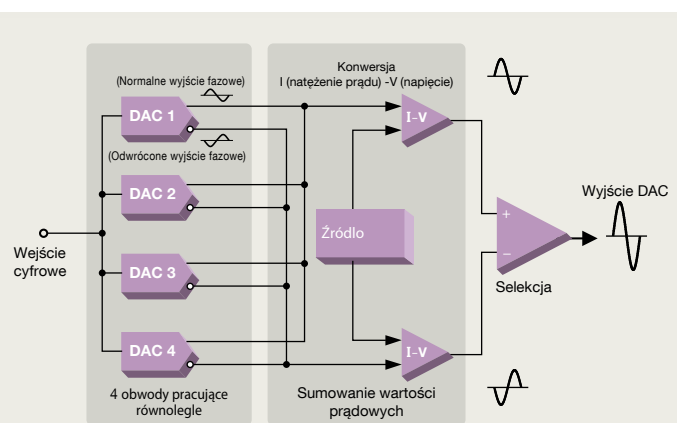 Konwersja
I (natężenie prądu) -V (napięcie)
(Normalne wyjście fazowe)
DAC 1
I-V
(Odwrócone wyjście fazowe)
DAC 2
Wyjście DAC
+
Źródlo
Wejście
cyfrowe
−
DAC 3
Selekcja
DAC 4
I-V
4 obwody pracujące
równolegle
Sumowanie wartości
prądowych